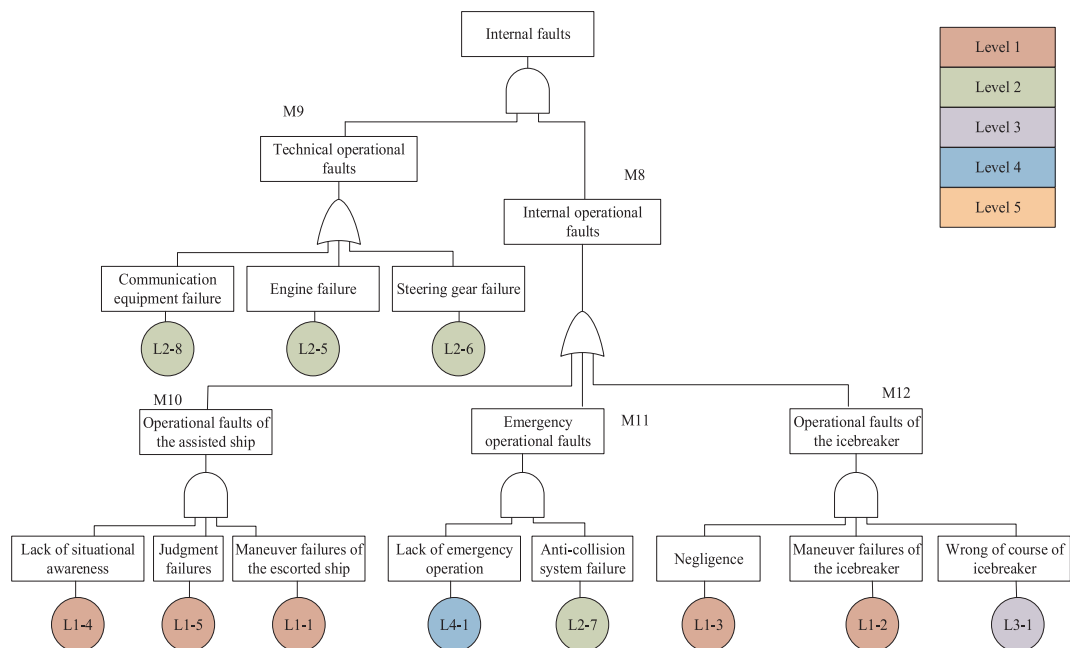 Internal faults
Level 1
Level 2
Level 3
Level 4
Level 5
M9
Technical operational
faults
M8
Internal operational
faults
Communication
equipment failure
Engine failure
Steering gear failure
L2-8
L2-5
L2-6
M10
Operational faults of
the assisted ship
Emergency
operational faults
M11
M12
Operational faults of
the icebreaker
Lack of situational
awareness
Judgment
failures
Maneuver failures of
the escorted ship
Lack of emergency
operation
Anti-collision
system failure
Negligence
Maneuver failures of
the icebreaker
Wrong of course of
icebreaker
L1-4
L1-5
L1-1
L4-1
L2-7
L1-3
L1-2
L3-1